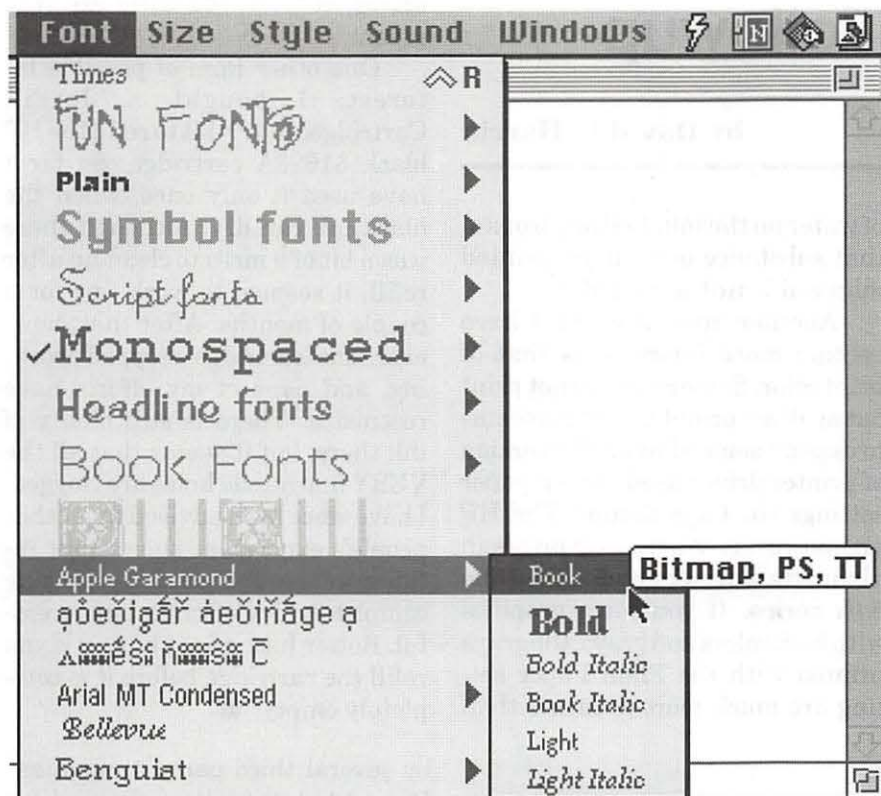 Font Size Style Sound Windows
Times R
Fun Fonts
Plain
Symbol fonts
Script fonts
✓Monospaced
Headline fonts
Book Fonts
Apple Garamond
Arial MT Condensed
Bellevue
Benguiat
Book
Bitmap, PS, TT
Bold
Bold Italic
Book Italic
Light
Light Italic